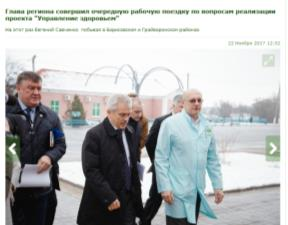 Глава региона совершил очередную рабочую поездку по вопросам реализации
проекта "Управление здоровьем"
На этот раз Евгений Савченко побывал в Борисовском и Грайворонском районах
22 Ноября 2017 12:52